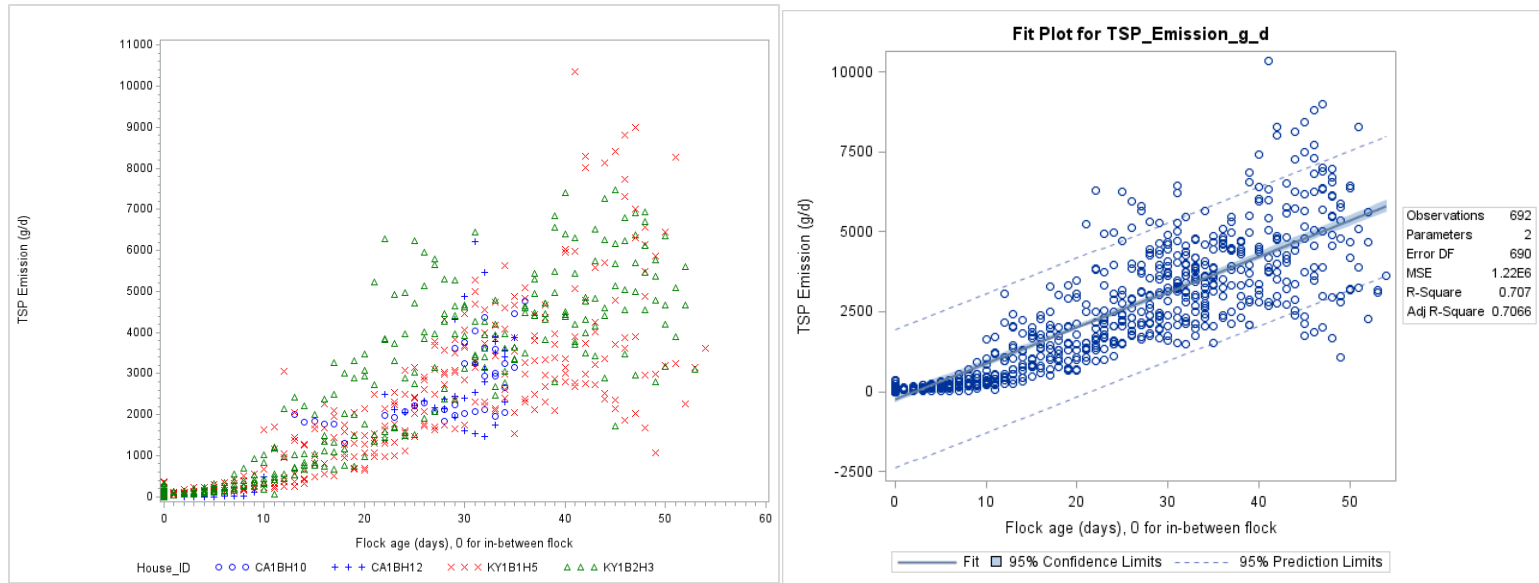 11000
10000
9000
8000
7000
6000
5000
4000
3000
2000
1000
0
TSP Emission (g/d)
0 10 20 30 40 50 60
Flock age (days), 0 for in-between flock
House_ID CA1BH10 CA1BH12 KY1B1H5 KY1B2H3
Fit Plot for TSP_Emission_g_d
10000
7500
5000
2500
0
-2500
TSP Emission (g/d)
0 10 20 30 40 50
Flock age (days), 0 for in-between flock
Fit 95% Confidence Limits 95% Prediction Limits
Observations 692
Parameters 2
Error DF 690
MSE 1.22E6
R-Square 0.707
Adj R-Square 0.7066